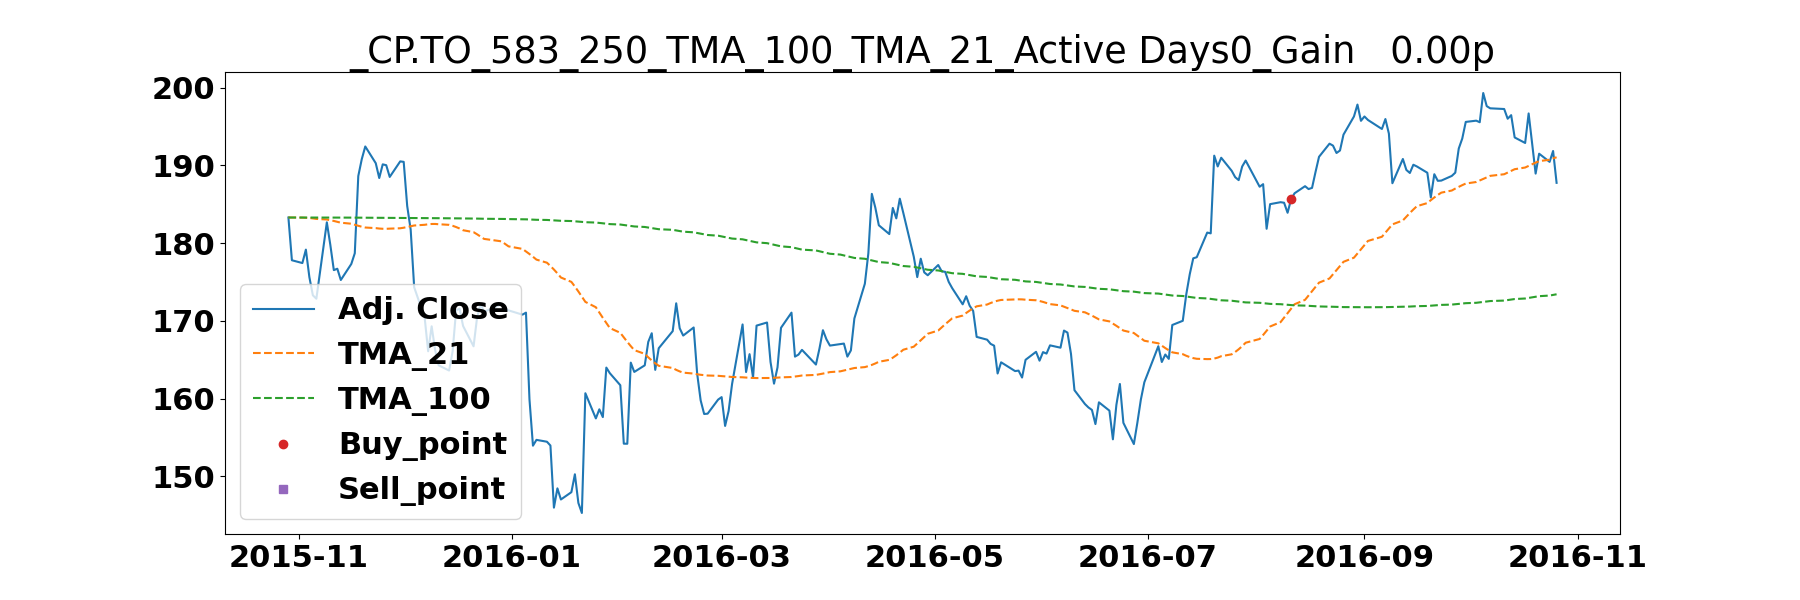 _CP.TO_583_250_TMA_100_TMA_21_Active Days0_Gain   0.00p
200
190
180
170
160
150
Adj. Close
TMA_21
TMA_100
Buy_point
Sell_point
2015-11 2016-01 2016-03 2016-05 2016-07 2016-09 2016-11